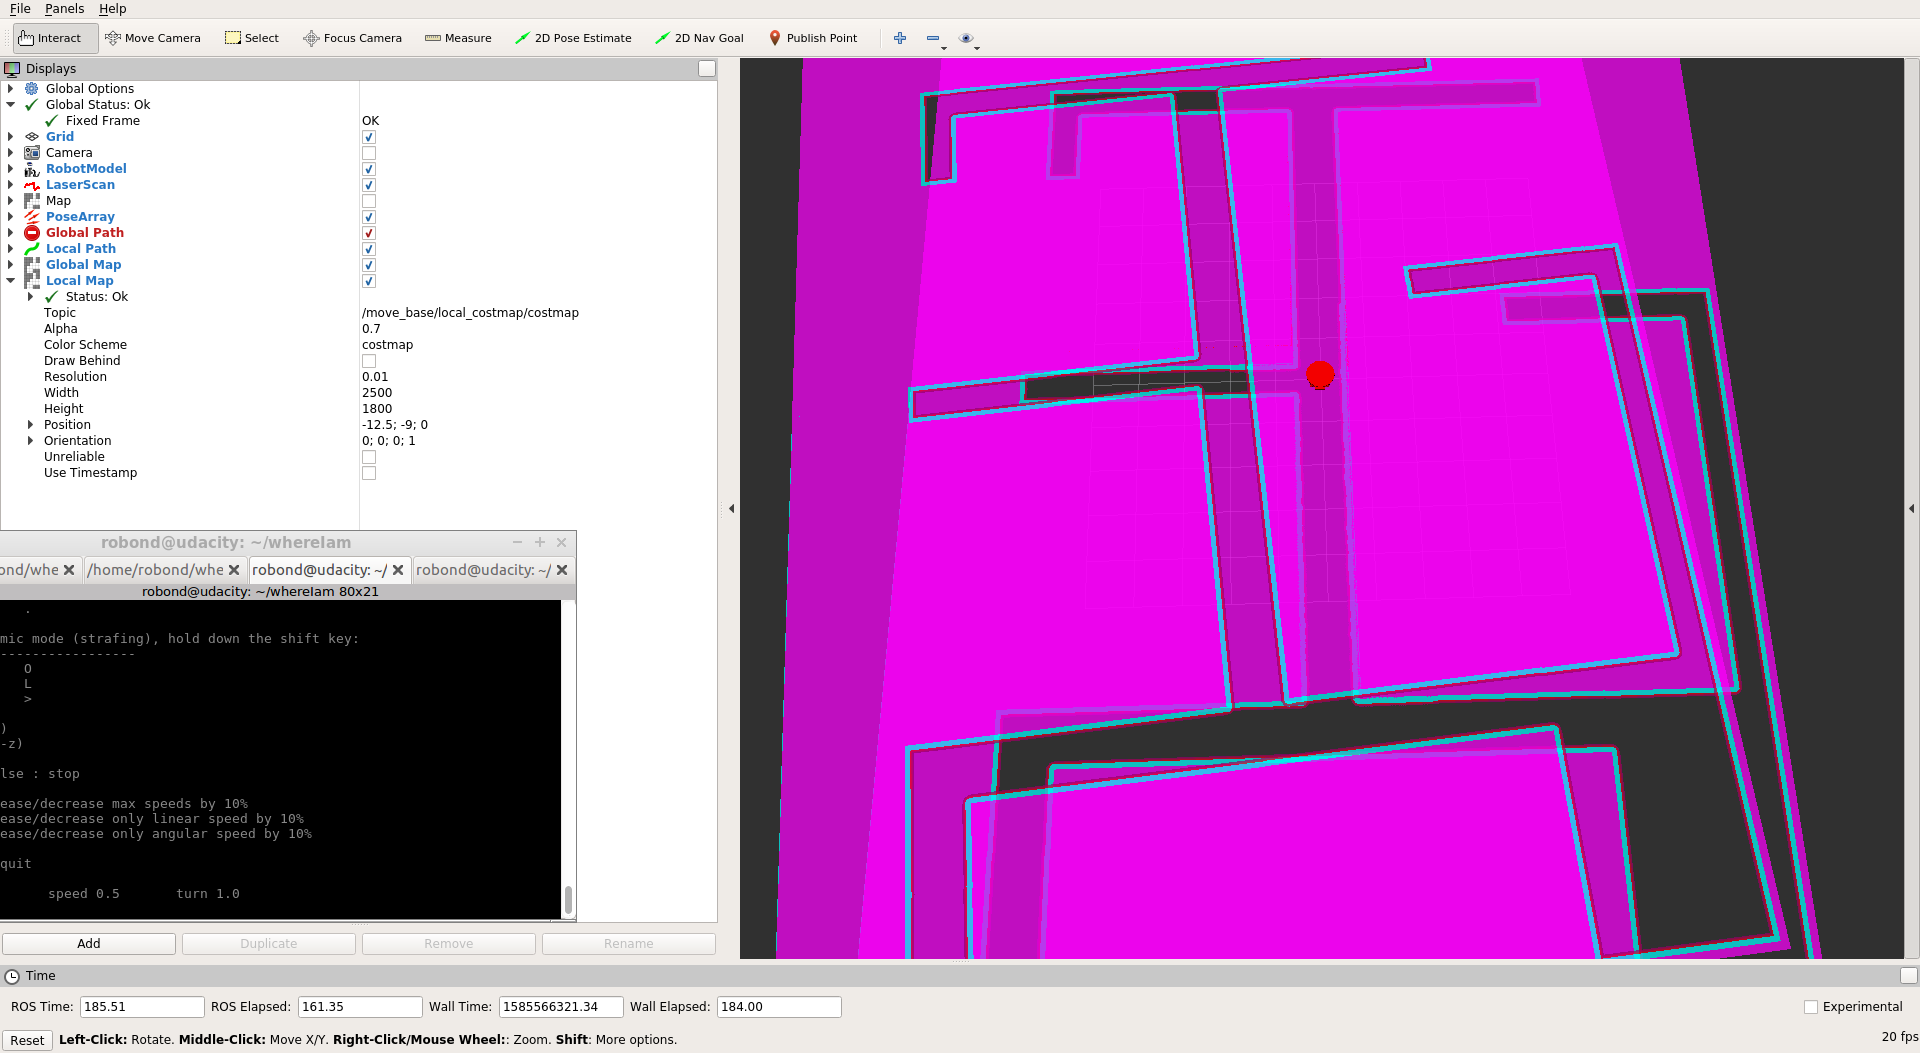 File Panels Help
Interact Move Camera Select Focus Camera Measure 2D Pose Estimate 2D Nav Goal Publish Point
Displays
Global Options
Global Status: Ok
Fixed Frame OK
Grid
Camera
RobotModel
LaserScan
Map
PoseArray
Global Path
Local Path
Global Map
Local Map
Status: Ok
Topic /move_base/local_costmap/costmap
Alpha 0.7
Color Scheme costmap
Draw Behind
Resolution 0.01
Width 2500
Height 1800
Position -12.5; -9; 0
Orientation 0; 0; 0; 1
Unreliable
Use Timestamp
robond@udacity: ~/whereIam
ond/whe /home/robond/whe robond@udacity: ~/ robond@udacity: ~/
robond@udacity: ~/whereIam 80x21
.
mic mode (strafing), hold down the shift key:
-----------------
O
L
>
)
-z)
lse : stop
ease/decrease max speeds by 10%
ease/decrease only linear speed by 10%
ease/decrease only angular speed by 10%
quit
speed 0.5 turn 1.0
Add Duplicate Remove Rename
Time
ROS Time: 185.51 ROS Elapsed: 161.35 Wall Time: 1585566321.34 Wall Elapsed: 184.00 Experimental
Reset Left-Click: Rotate. Middle-Click: Move X/Y. Right-Click/Mouse Wheel:: Zoom. Shift: More options. 20 fps